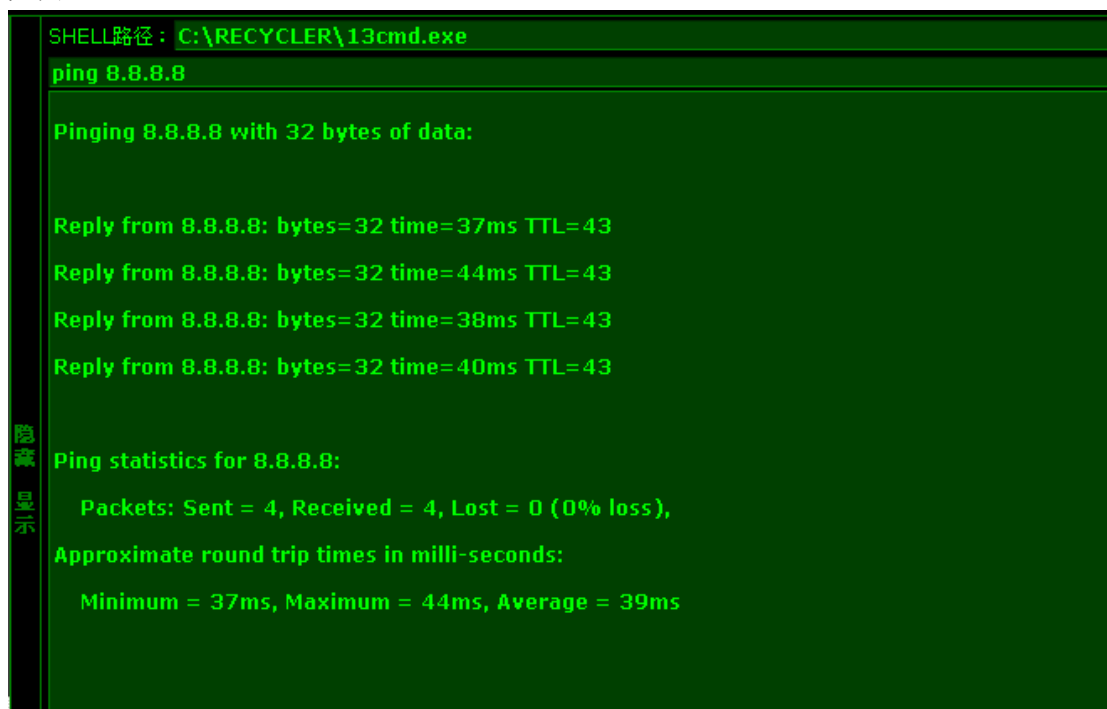 SHELL路径：C:\RECYCLER\13cmd.exe
ping 8.8.8.8
Pinging 8.8.8.8 with 32 bytes of data:
Reply from 8.8.8.8: bytes=32 time=37ms TTL=43
Reply from 8.8.8.8: bytes=32 time=44ms TTL=43
Reply from 8.8.8.8: bytes=32 time=38ms TTL=43
Reply from 8.8.8.8: bytes=32 time=40ms TTL=43
Ping statistics for 8.8.8.8:
Packets: Sent = 4, Received = 4, Lost = 0 (0% loss),
Approximate round trip times in milli-seconds:
Minimum = 37ms, Maximum = 44ms, Average = 39ms
隐藏
显示